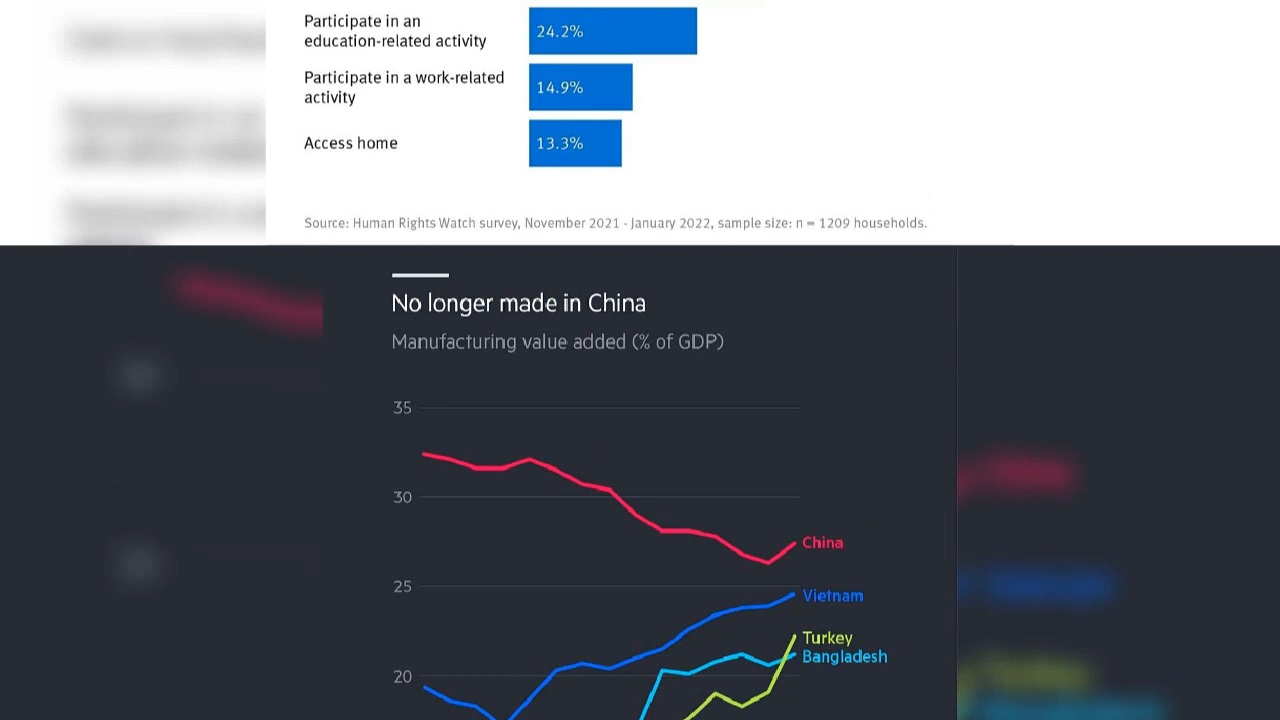 Participate in an
education-related activity
24.2%
Participate in a work-related
activity
14.9%
Access home
13.3%
Source: Human Rights Watch survey, November 2021 - January 2022, sample size: n = 1209 households.
No longer made in China
Manufacturing value added (% of GDP)
35
30
China
25
Vietnam
Turkey
Bangladesh
20